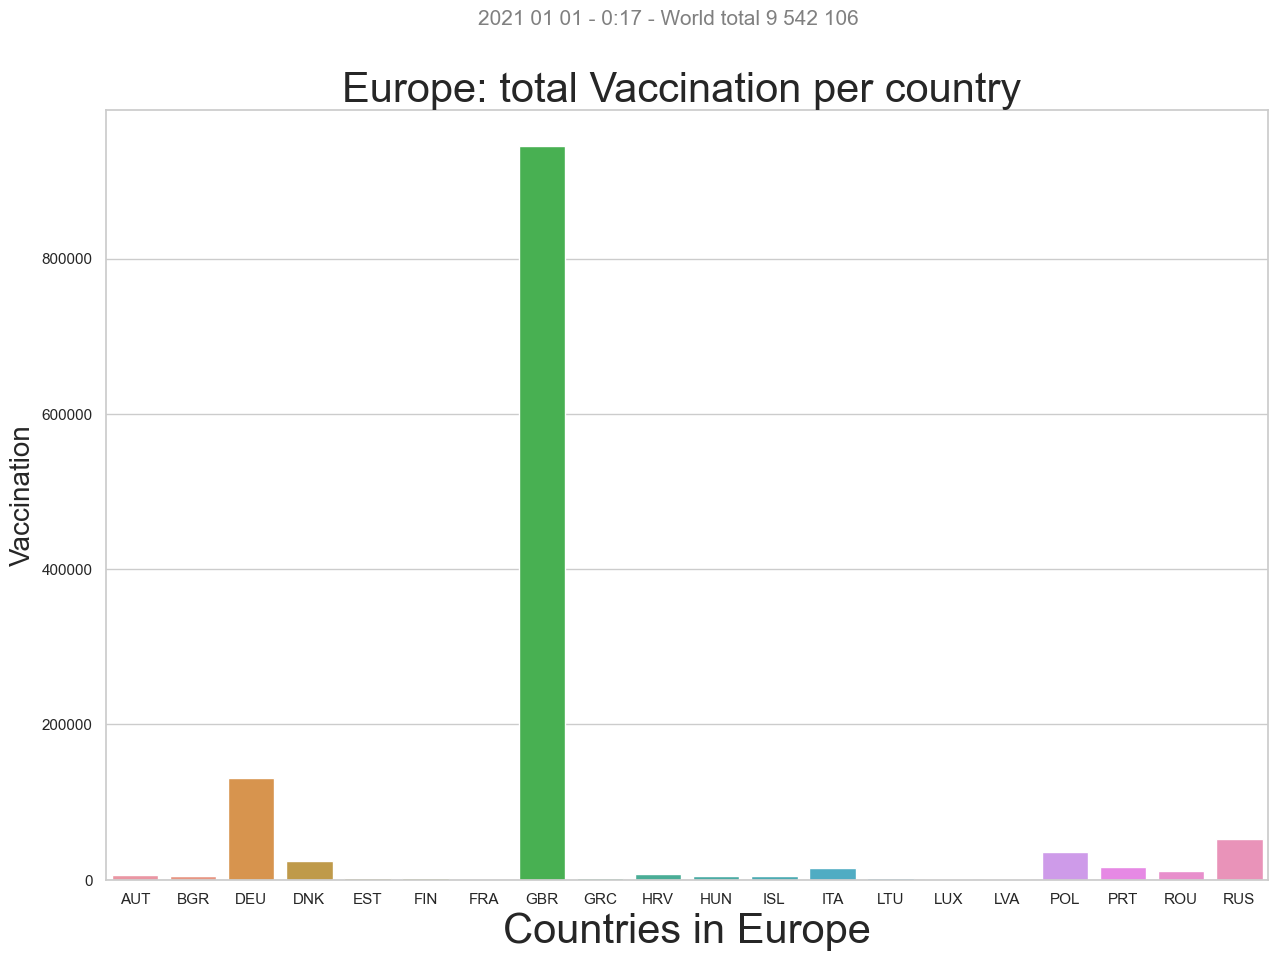 2021 01 01 - 0:17 - World total 9 542 106
Europe: total Vaccination per country
Vaccination
800000
600000
400000
200000
0
AUT BGR DEU DNK EST FIN FRA GBR GRC HRV HUN ISL ITA LTU LUX LVA POL PRT ROU RUS
Countries in Europe